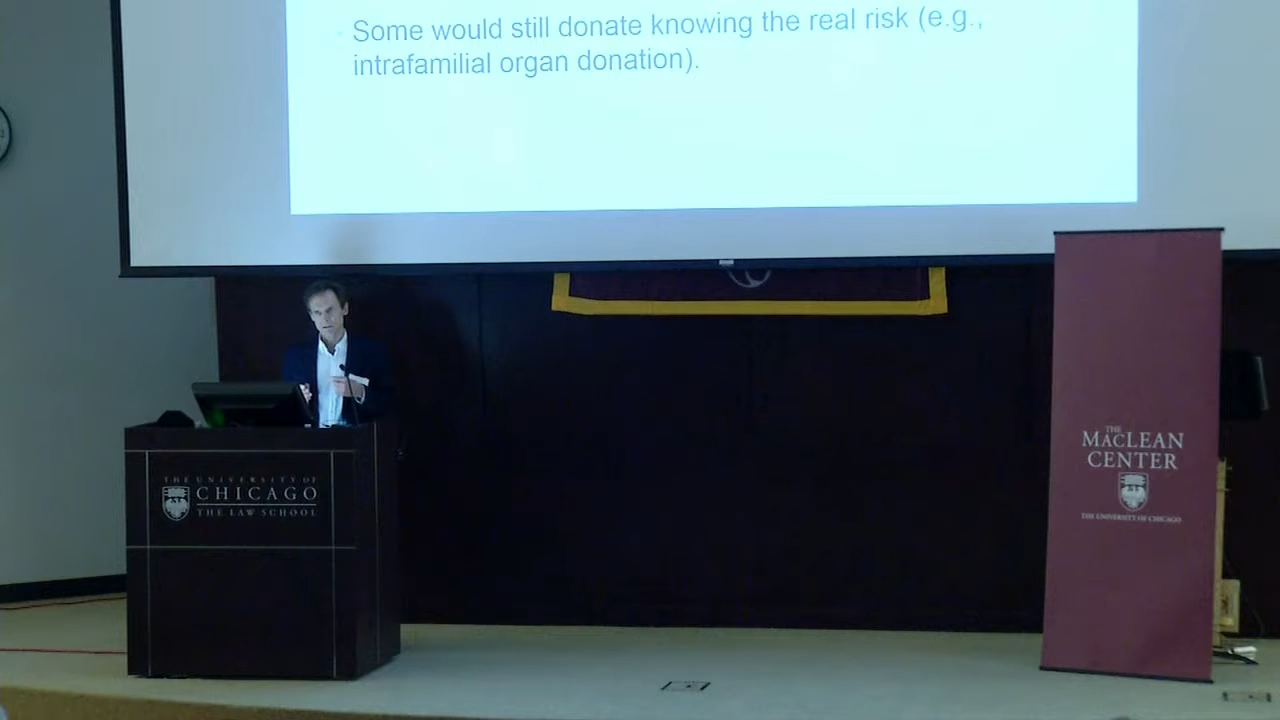 Some would still donate knowing the real risk (e.g.,
intrafamilial organ donation).
THE UNIVERSITY OF
CHICAGO
THE LAW SCHOOL
THE
MACLEAN
CENTER
THE UNIVERSITY OF CHICAGO